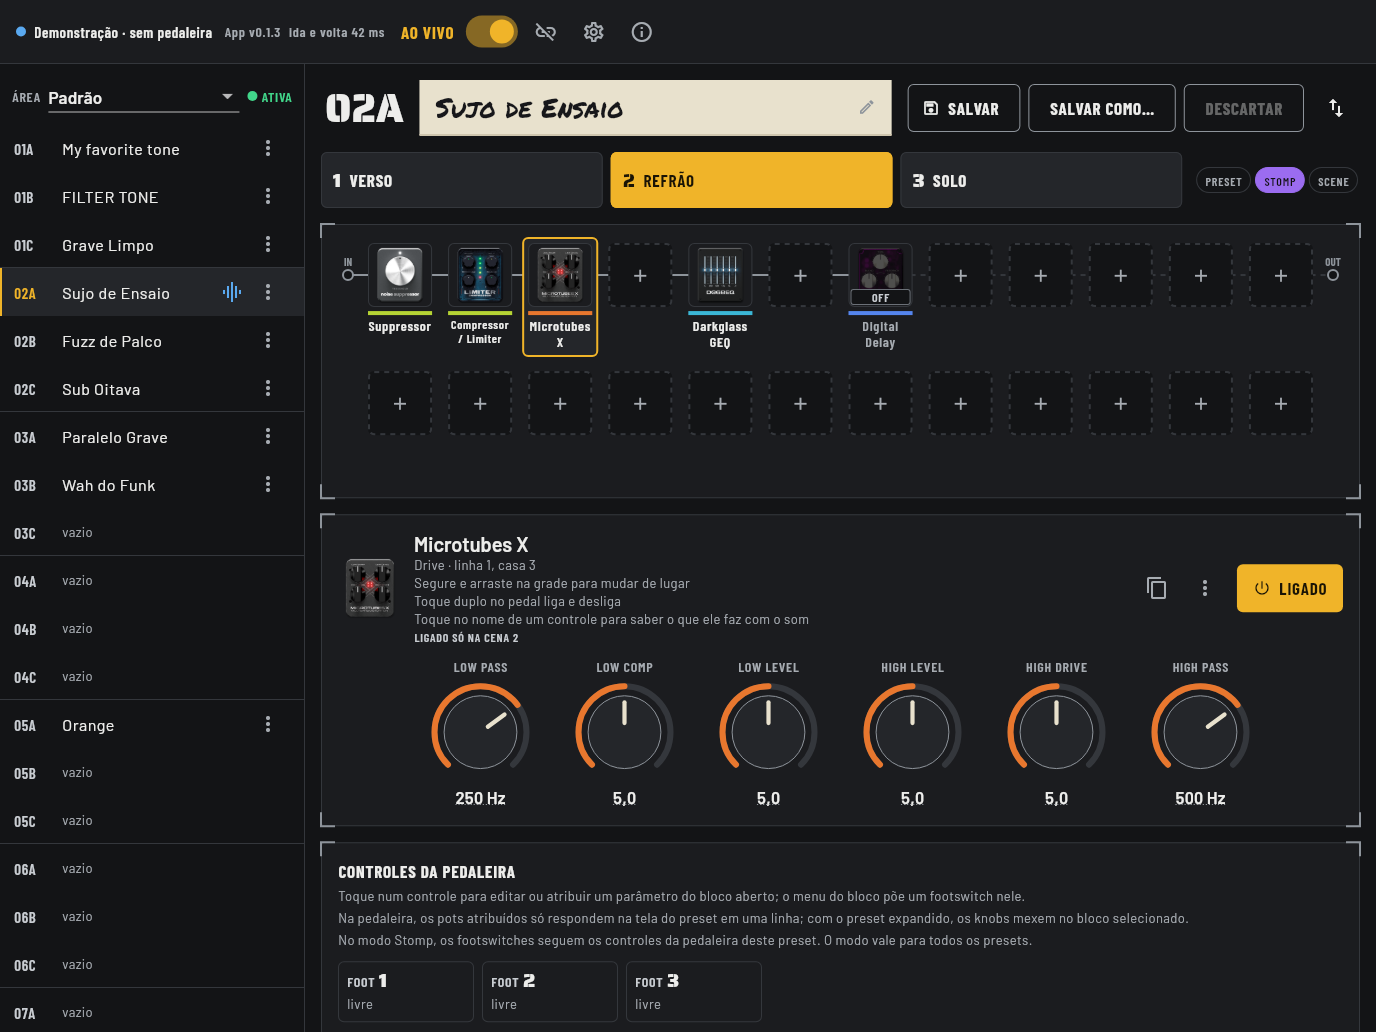 Demonstração · sem pedaleira App v0.1.3 Ida e volta 42 ms AO VIVO
ÁREA Padrão ATIVA
01A My favorite tone
01B FILTER TONE
01C Grave Limpo
02A Sujo de Ensaio
02B Fuzz de Palco
02C Sub Oitava
03A Paralelo Grave
03B Wah do Funk
03C vazio
04A vazio
04B vazio
04C vazio
05A Orange
05B vazio
05C vazio
06A vazio
06B vazio
06C vazio
07A vazio
02A Sujo de Ensaio SALVAR SALVAR COMO... DESCARTAR
1 VERSO 2 REFRÃO 3 SOLO PRESET STOMP SCENE
IN OUT
noise suppressor LIMITER MICROTUBES X DG6BEQ OFF
Suppressor Compressor / Limiter Microtubes X Darkglass GEQ Digital Delay
Microtubes X
Drive · linha 1, casa 3
Segure e arraste na grade para mudar de lugar
Toque duplo no pedal liga e desliga
Toque no nome de um controle para saber o que ele faz com o som
LIGADO SÓ NA CENA 2
LIGADO
LOW PASS LOW COMP LOW LEVEL HIGH LEVEL HIGH DRIVE HIGH PASS
250 Hz 5,0 5,0 5,0 5,0 500 Hz
CONTROLES DA PEDALEIRA
Toque num controle para editar ou atribuir um parâmetro do bloco aberto; o menu do bloco põe um footswitch nele.
Na pedaleira, os pots atribuídos só respondem na tela do preset em uma linha; com o preset expandido, os knobs mexem no bloco selecionado.
No modo Stomp, os footswitches seguem os controles da pedaleira deste preset. O modo vale para todos os presets.
FOOT 1 FOOT 2 FOOT 3
livre livre livre